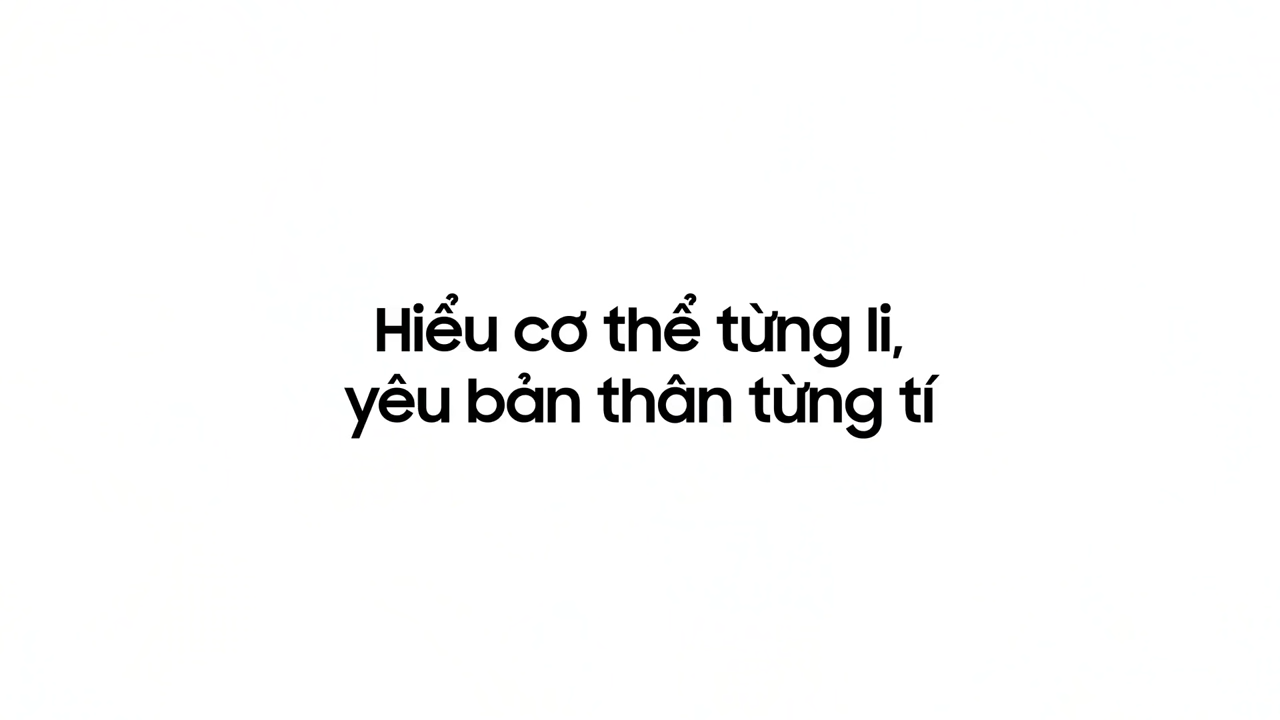 Hiểu cơ thể từng li,
yêu bản thân từng tí